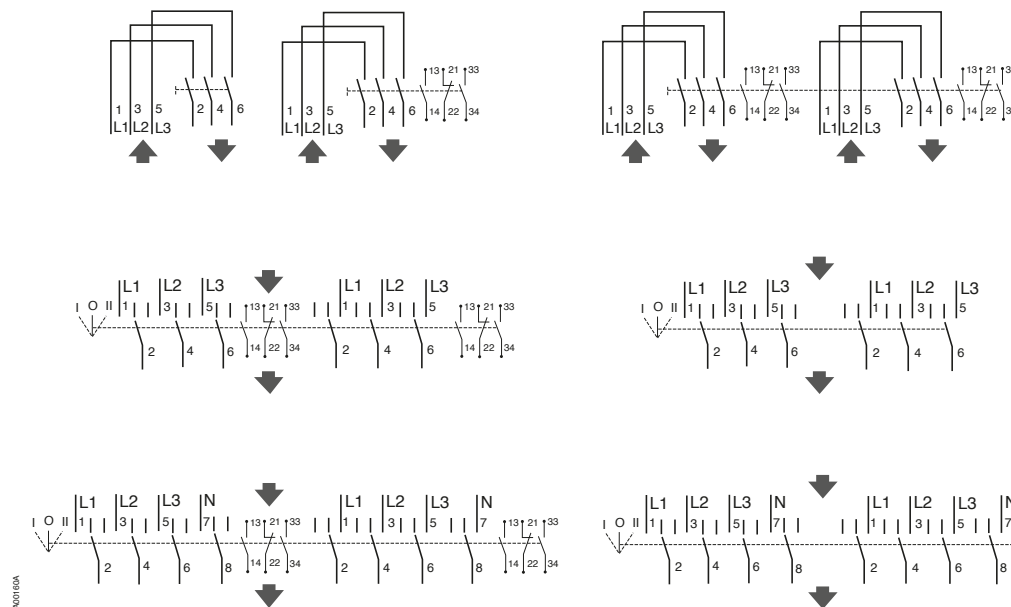 13 21 33 13 21 33 13 21 33
1 3 5 2 4 6 1 3 5 2 4 6 1 3 5 2 4 6 1 3 5 2 4 6
14 22 34 14 22 34 14 22
L1 L2 L3 L1 L2 L3 L1 L2 L3 L1 L2 L3
L1 L2 L3 L1 L2 L3 L1 L2 L3 L1 L2 L3
I O II 1 3 5 13 21 33 1 3 5 13 21 33 I O II 1 3 5 1 3 5
2 4 6 14 22 34 2 4 6 14 22 34 2 4 6 2 4 6
L1 L2 L3 N L1 L2 L3 N L1 L2 L3 N L1 L2 L3
I O II 1 3 5 7 13 21 33 1 3 5 7 13 21 33 I O II 1 3 5 7 1 3 5 7
2 4 6 8 14 22 34 2 4 6 8 14 22 34 2 4 6 8 2 4 6 8